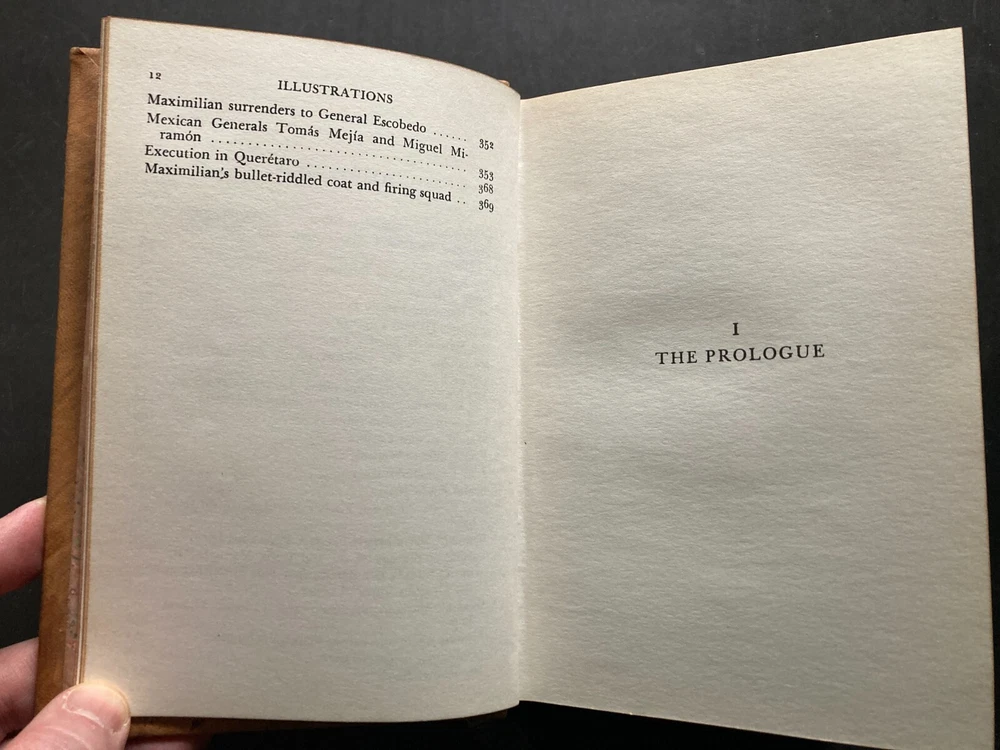 12
ILLUSTRATIONS
Maximilian surrenders to General Escobedo ...... 352
Mexican Generals Tomás Mejía and Miguel Mi-
ramón ........................................ 353
Execution in Querétaro ......................... 368
Maximilian's bullet-riddled coat and firing squad .. 369
I
THE PROLOGUE